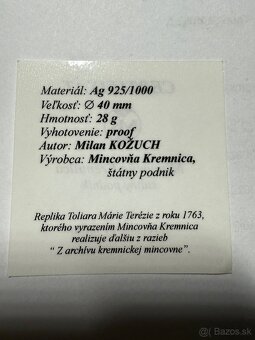 Materiál: Ag 925/1000
Veľkosť: ∅ 40 mm
Hmotnosť: 28 g
Vyhotovenie: proof
Autor: Milan KOŽUCH
Výrobca: Mincovňa Kremnica,
štátny podnik
Replika Toliara Márie Terézie z roku 1763,
ktorého vyrazením Mincovňa Kremnica
realizuje ďalšiu z razieb
“ Z archívu kremnickej mincovne”.
bazar.sk